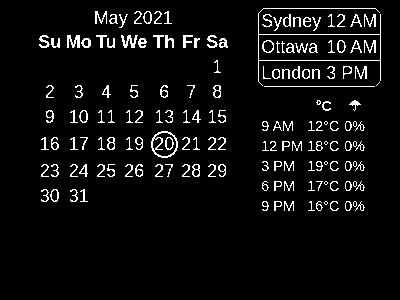 May 2021
Su Mo Tu We Th Fr Sa
1
2 3 4 5 6 7 8
9 10 11 12 13 14 15
16 17 18 19 20 21 22
23 24 25 26 27 28 29
30 31
Sydney 12 AM
Ottawa 10 AM
London 3 PM
°C ☂
9 AM 12°C 0%
12 PM 18°C 0%
3 PM 19°C 0%
6 PM 17°C 0%
9 PM 16°C 0%